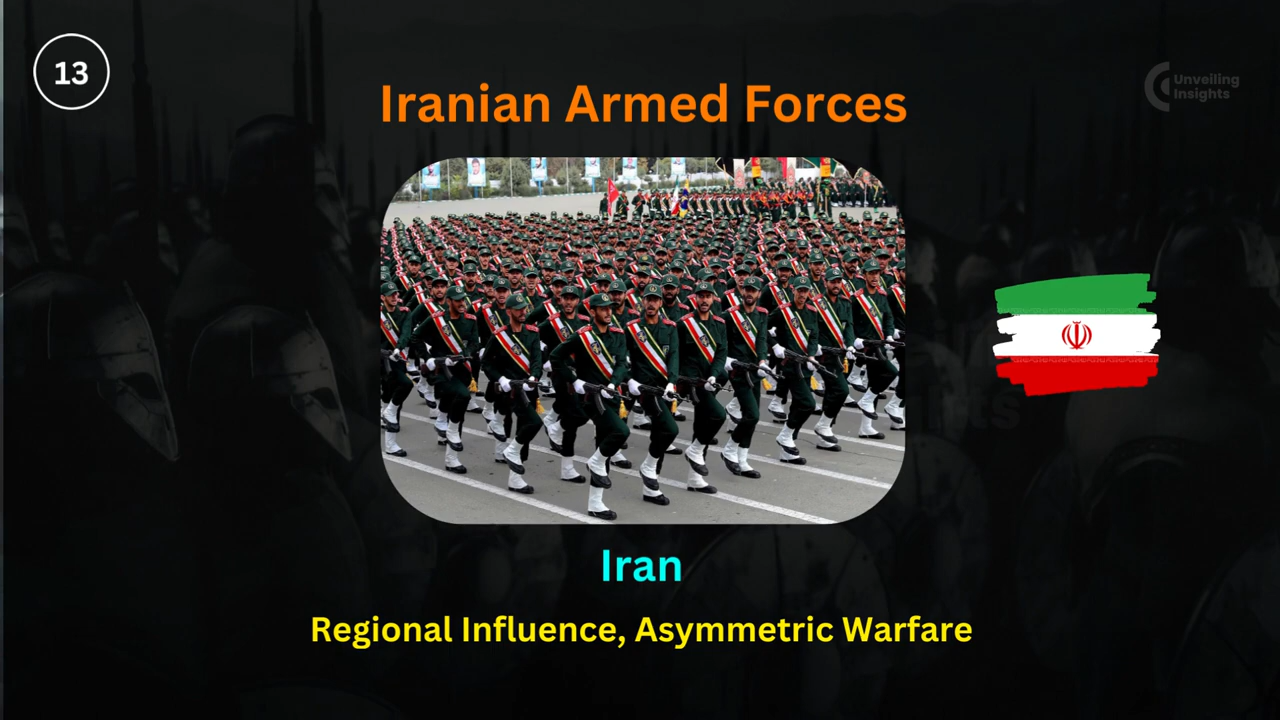 13
Iranian Armed Forces
Unveiling
Insights
Iran
Regional Influence, Asymmetric Warfare